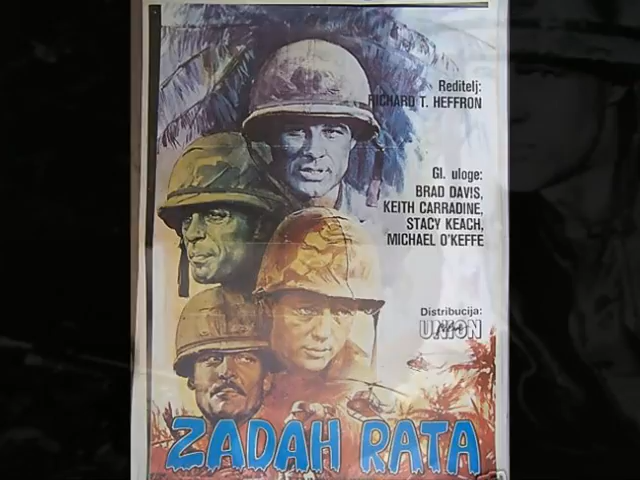 Reditelj:
RICHARD T. HEFFRON
Gl. uloge:
BRAD DAVIS,
KEITH CARRADINE,
STACY KEACH,
MICHAEL O'KEFFE
Distribucija:
UNION
ZADAH RATA